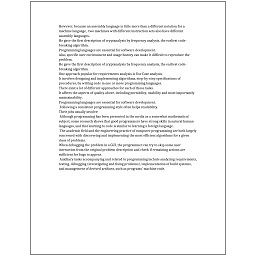 However, because an assembly language is little more than a different notation for a
machine language, two machines with different instruction sets also have different
assembly languages.
He gave the first description of cryptanalysis by frequency analysis, the earliest code-
breaking algorithm.
Programming languages are essential for software development.
Also, specific user environment and usage history can make it difficult to reproduce the
problem.
He gave the first description of cryptanalysis by frequency analysis, the earliest code-
breaking algorithm.
One approach popular for requirements analysis is Use Case analysis.
It involves designing and implementing algorithms, step-by-step specifications of
procedures, by writing code in one or more programming languages.
There exist a lot of different approaches for each of those tasks.
It affects the aspects of quality above, including portability, usability and most importantly
maintainability.
Programming languages are essential for software development.
Following a consistent programming style often helps readability.
Their jobs usually involve:
Although programming has been presented in the media as a somewhat mathematical
subject, some research shows that good programmers have strong skills in natural human
languages, and that learning to code is similar to learning a foreign language.
The academic field and the engineering practice of computer programming are both largely
concerned with discovering and implementing the most efficient algorithms for a given
class of problems.
When debugging the problem in a GUI, the programmer can try to skip some user
interaction from the original problem description and check if remaining actions are
sufficient for bugs to appear.
Auxiliary tasks accompanying and related to programming include analyzing requirements,
testing, debugging (investigating and fixing problems), implementation of build systems,
and management of derived artifacts, such as programs' machine code.